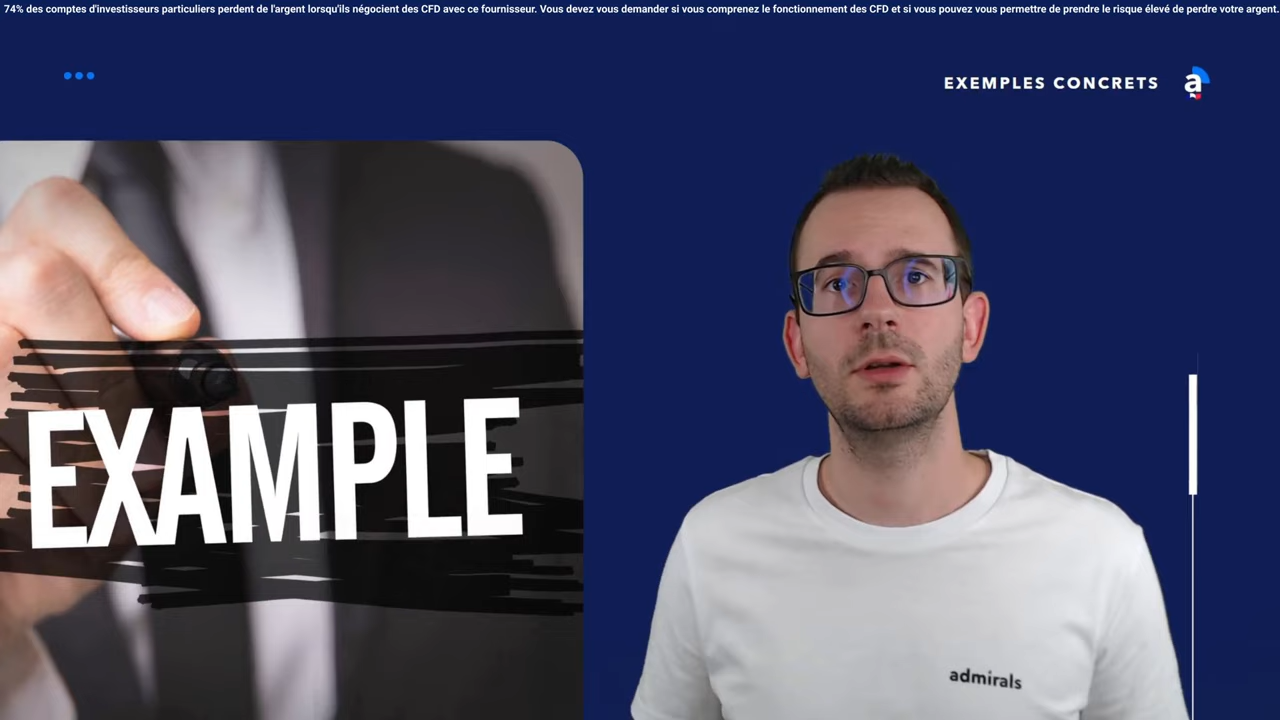 74% des comptes d'investisseurs particuliers perdent de l'argent lorsqu'ils négocient des CFD avec ce fournisseur. Vous devez vous demander si vous comprenez le fonctionnement des CFD et si vous pouvez vous permettre de prendre le risque élevé de perdre votre argent.
EXEMPLES CONCRETS
a
EXAMPLE
admirals